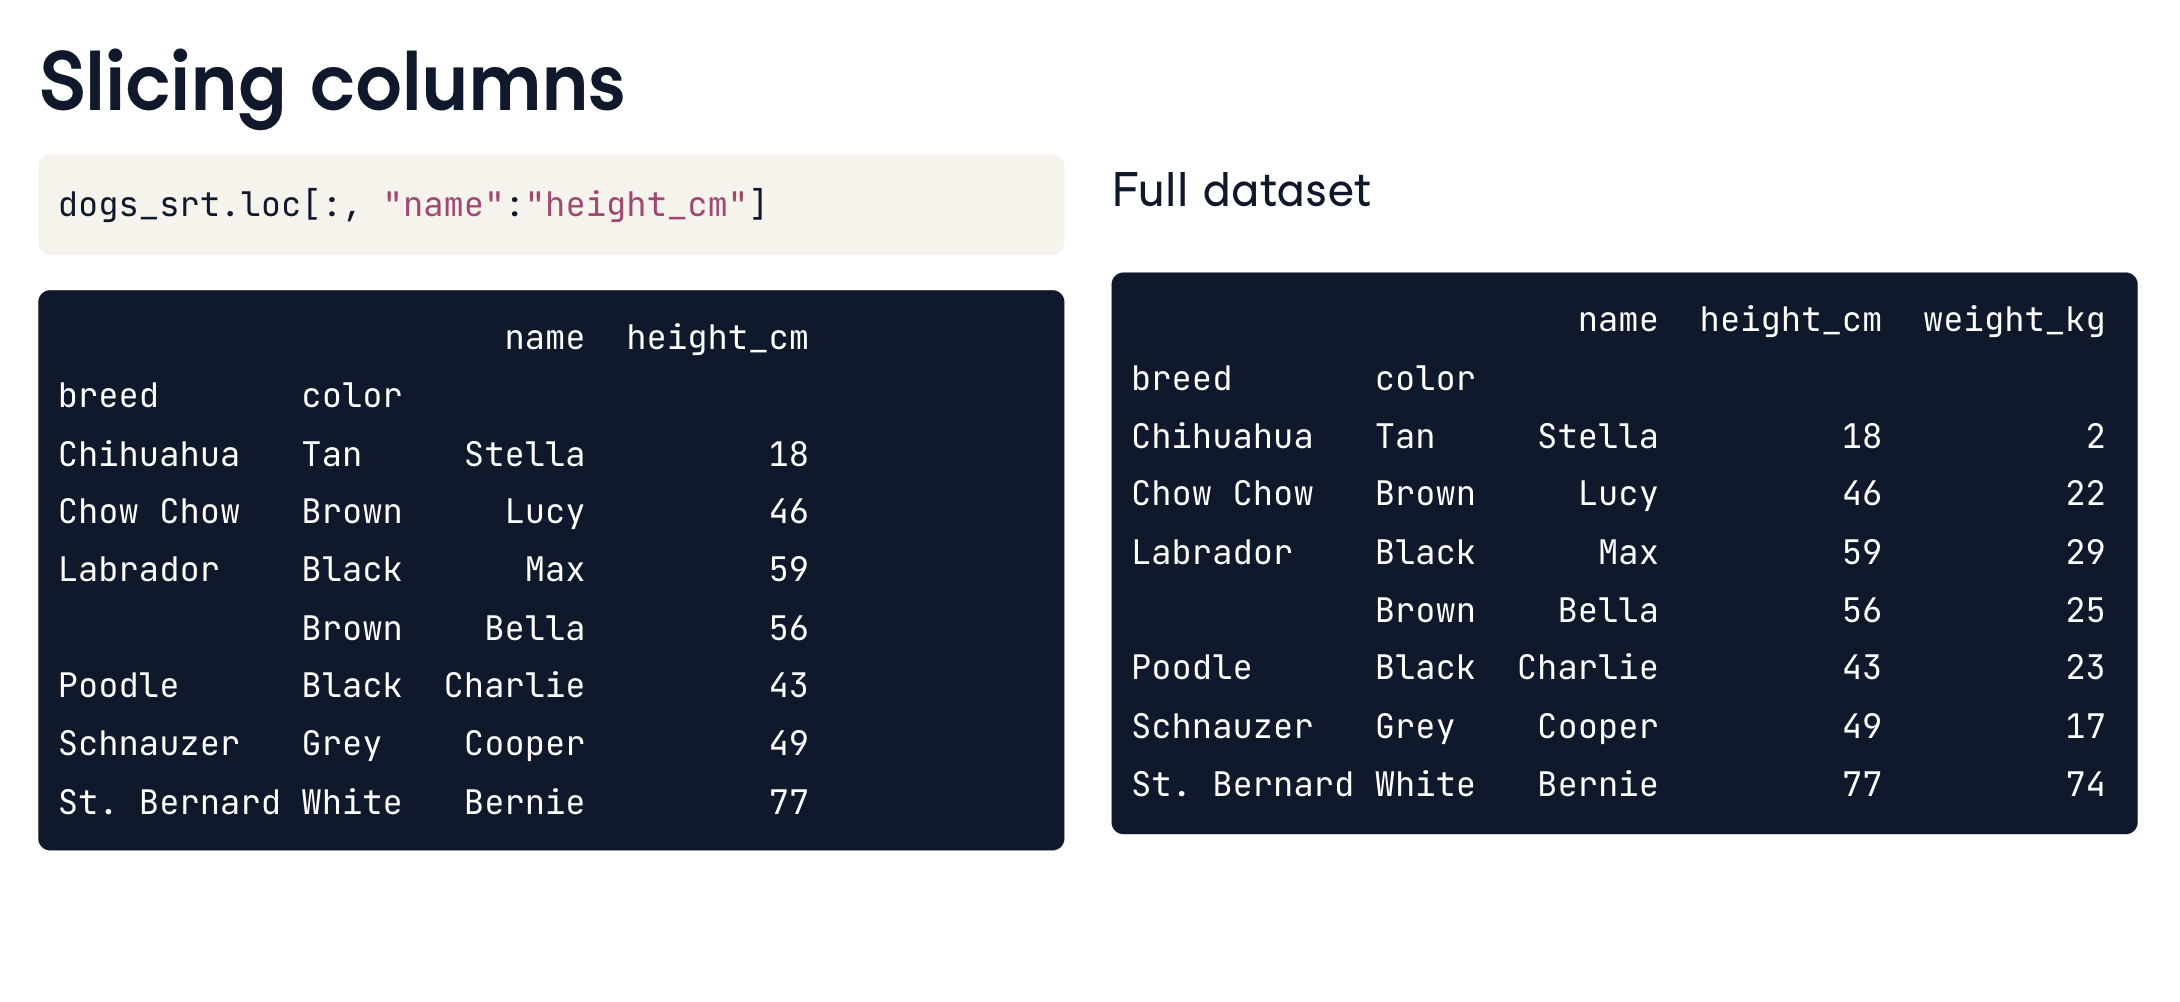 Slicing columns
dogs_srt.loc[:, "name":"height_cm"]
name height_cm
breed color
Chihuahua Tan Stella 18
Chow Chow Brown Lucy 46
Labrador Black Max 59
Brown Bella 56
Poodle Black Charlie 43
Schnauzer Grey Cooper 49
St. Bernard White Bernie 77
Full dataset
name height_cm weight_kg
breed color
Chihuahua Tan Stella 18 2
Chow Chow Brown Lucy 46 22
Labrador Black Max 59 29
Brown Bella 56 25
Poodle Black Charlie 43 23
Schnauzer Grey Cooper 49 17
St. Bernard White Bernie 77 74